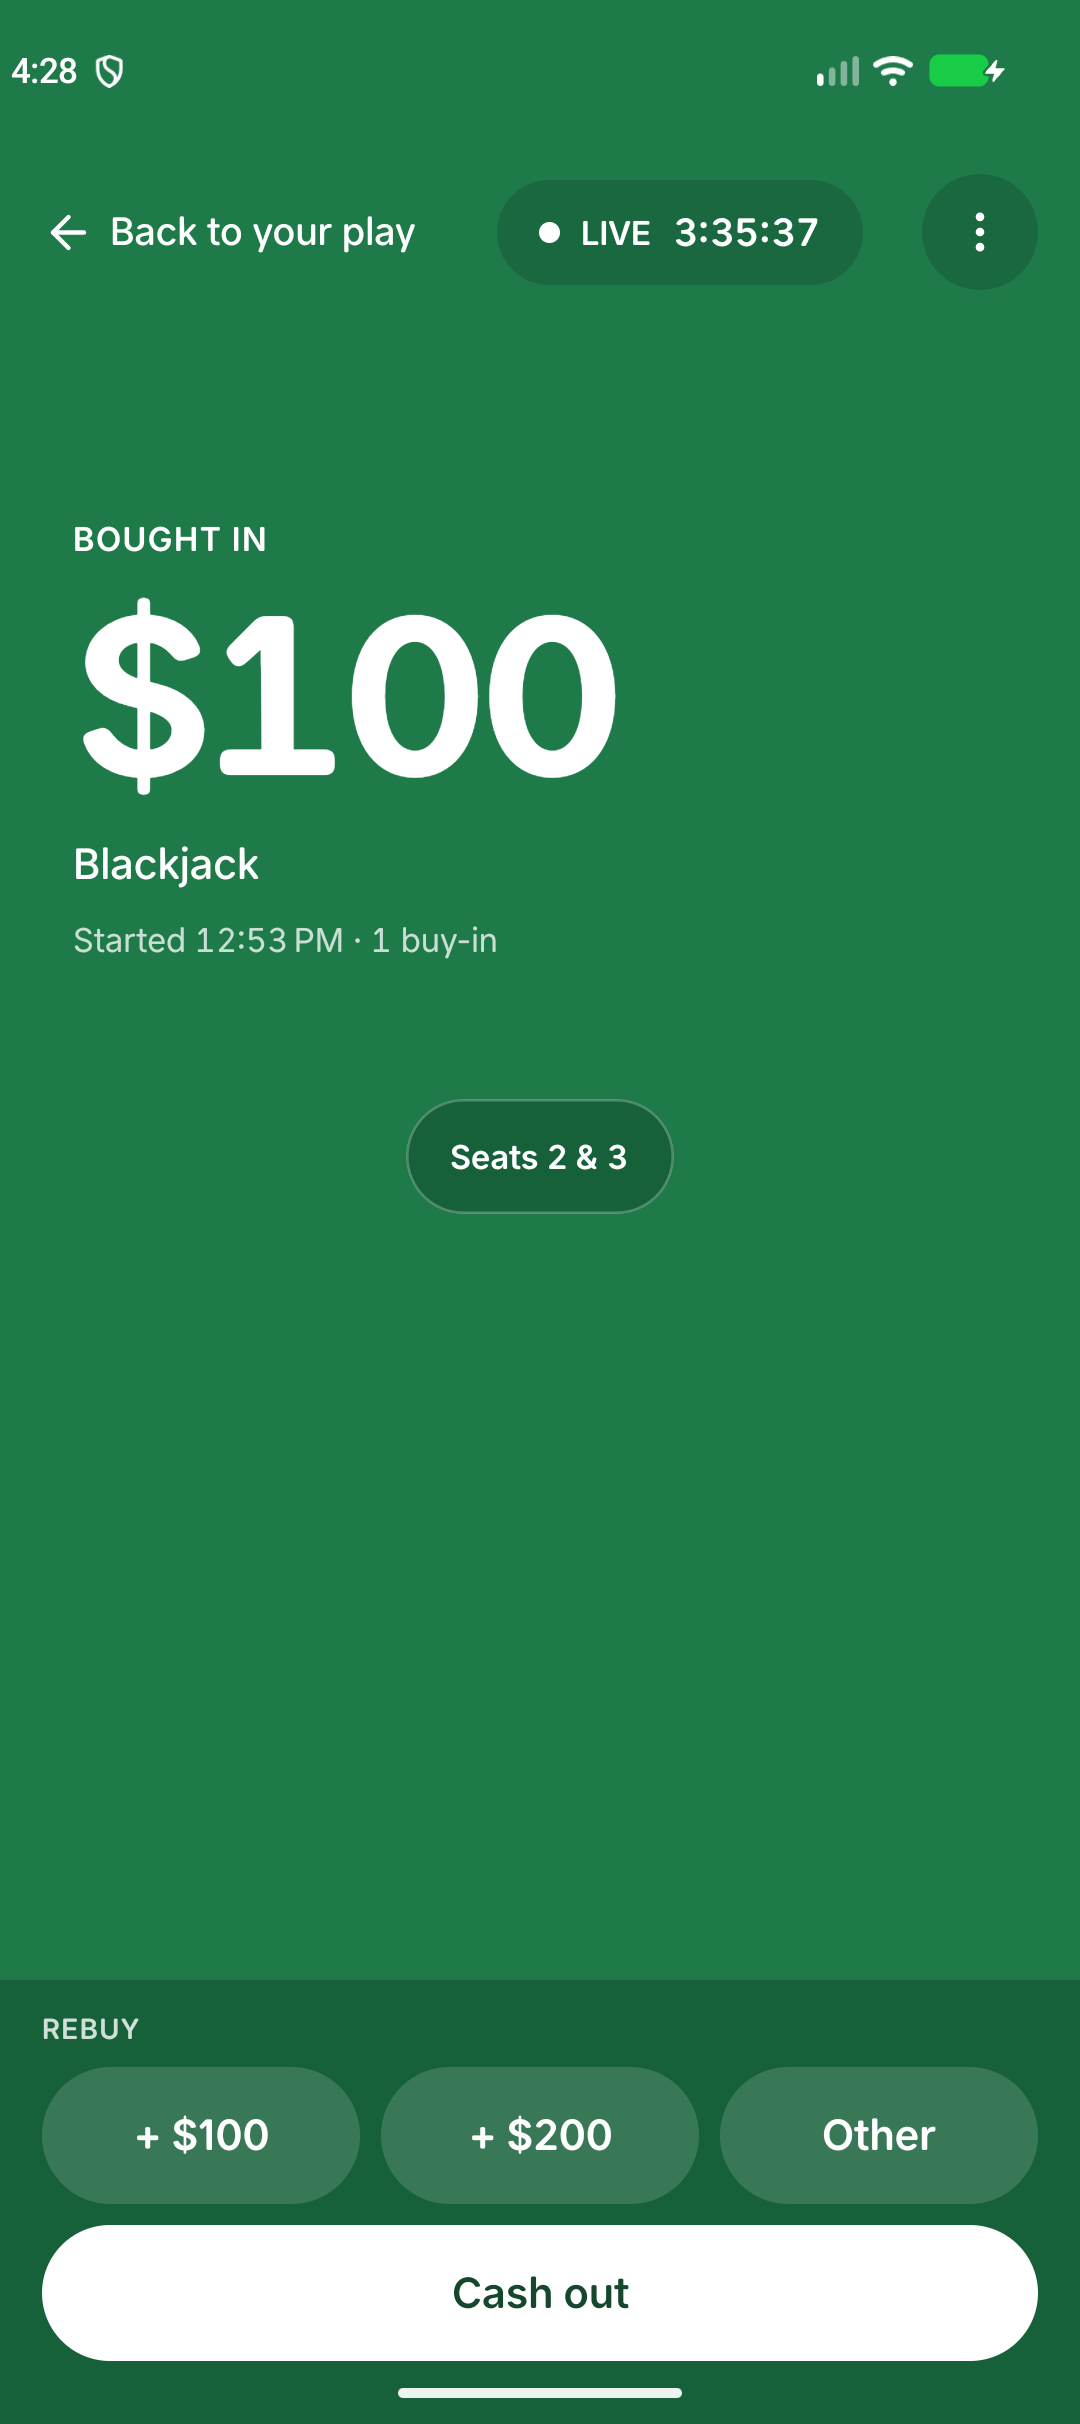 4:28
Back to your play
LIVE 3:35:37
BOUGHT IN
$100
Blackjack
Started 12:53 PM · 1 buy-in
Seats 2 & 3
REBUY
+ $100
+ $200
Other
Cash out